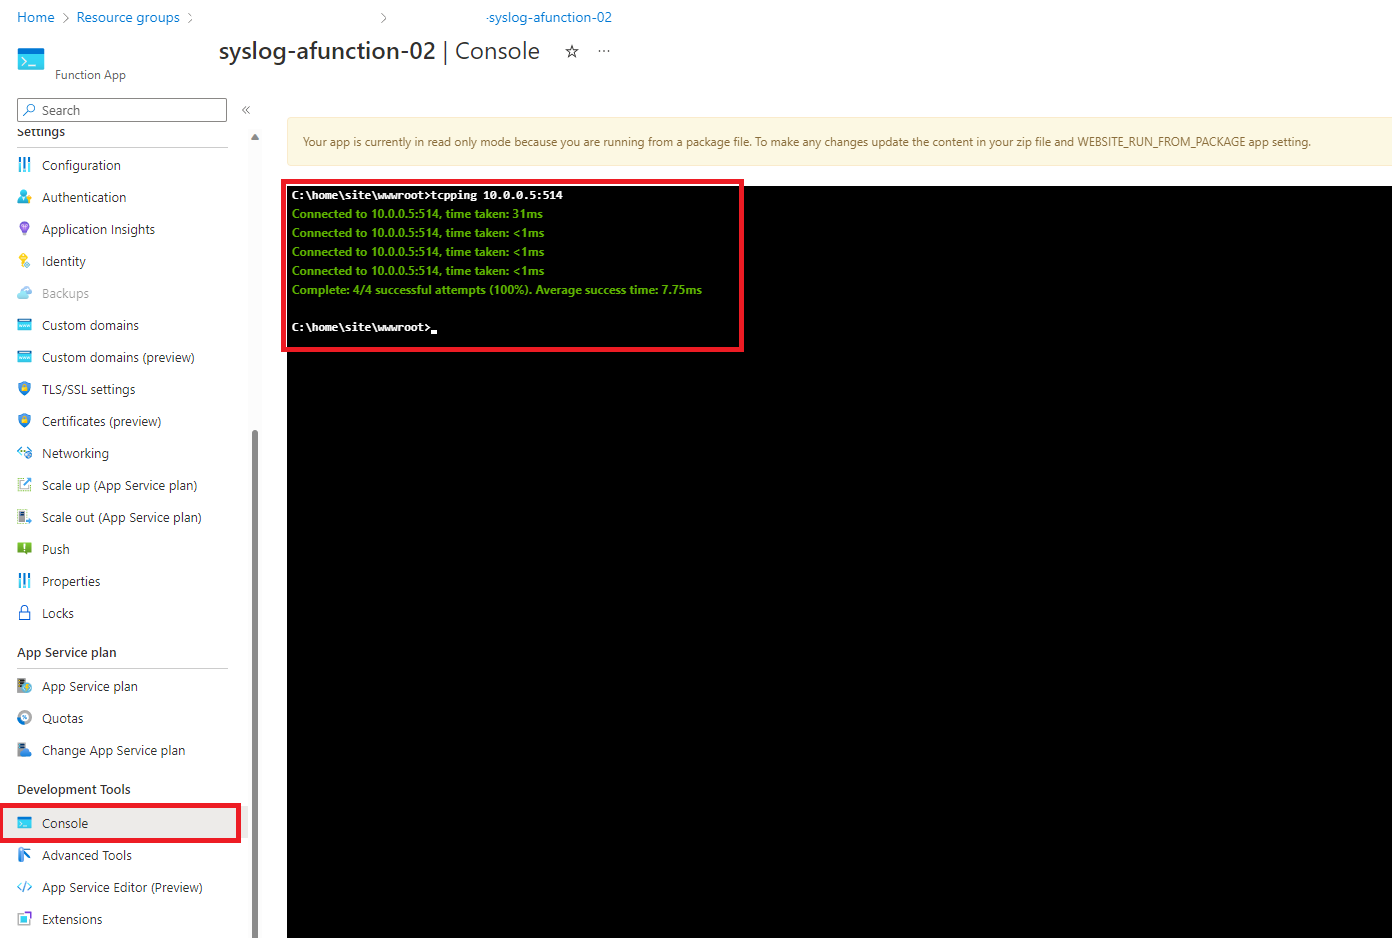 Home > Resource groups > > -syslog-afunction-02
syslog-afunction-02 | Console
Function App
Search
Settings
Configuration
Authentication
Application Insights
Identity
Backups
Custom domains
Custom domains (preview)
TLS/SSL settings
Certificates (preview)
Networking
Scale up (App Service plan)
Scale out (App Service plan)
Push
Properties
Locks
App Service plan
App Service plan
Quotas
Change App Service plan
Development Tools
Console
Advanced Tools
App Service Editor (Preview)
Extensions
Your app is currently in read only mode because you are running from a package file. To make any changes update the content in your zip file and WEBSITE_RUN_FROM_PACKAGE app setting.
C:\home\site\wwwroot>tcpping 10.0.0.5:514
Connected to 10.0.0.5:514, time taken: 31ms
Connected to 10.0.0.5:514, time taken: <1ms
Connected to 10.0.0.5:514, time taken: <1ms
Connected to 10.0.0.5:514, time taken: <1ms
Complete: 4/4 successful attempts (100%). Average success time: 7.75ms
C:\home\site\wwwroot>